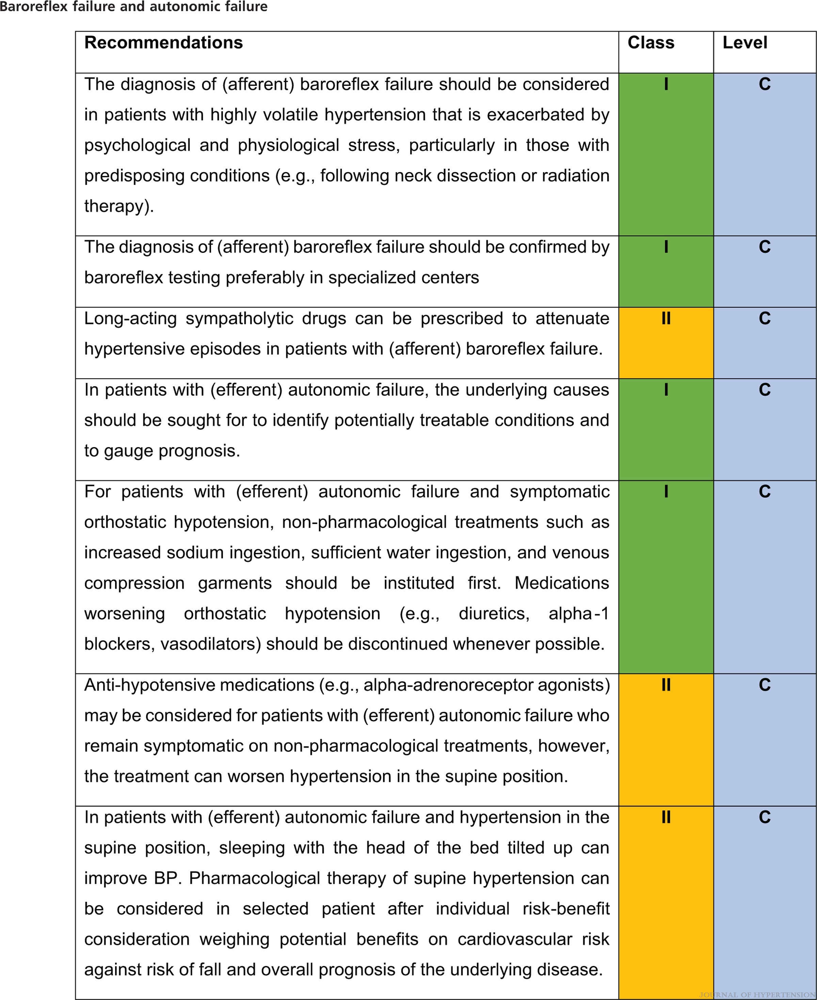 Baroreflex failure and autonomic failure
Recommendations Class Level
The diagnosis of (afferent) baroreflex failure should be considered I C
in patients with highly volatile hypertension that is exacerbated by
psychological and physiological stress, particularly in those with
predisposing conditions (e.g., following neck dissection or radiation
therapy).
The diagnosis of (afferent) baroreflex failure should be confirmed by I C
baroreflex testing preferably in specialized centers
Long-acting sympatholytic drugs can be prescribed to attenuate II C
hypertensive episodes in patients with (afferent) baroreflex failure.
In patients with (efferent) autonomic failure, the underlying causes I C
should be sought for to identify potentially treatable conditions and
to gauge prognosis.
For patients with (efferent) autonomic failure and symptomatic I C
orthostatic hypotension, non-pharmacological treatments such as
increased sodium ingestion, sufficient water ingestion, and venous
compression garments should be instituted first. Medications
worsening orthostatic hypotension (e.g., diuretics, alpha-1
blockers, vasodilators) should be discontinued whenever possible.
Anti-hypotensive medications (e.g., alpha-adrenoreceptor agonists) II C
may be considered for patients with (efferent) autonomic failure who
remain symptomatic on non-pharmacological treatments, however,
the treatment can worsen hypertension in the supine position.
In patients with (efferent) autonomic failure and hypertension in the II C
supine position, sleeping with the head of the bed tilted up can
improve BP. Pharmacological therapy of supine hypertension can
be considered in selected patient after individual risk-benefit
consideration weighing potential benefits on cardiovascular risk
against risk of fall and overall prognosis of the underlying disease.
JOURNAL OF HYPERTENSION